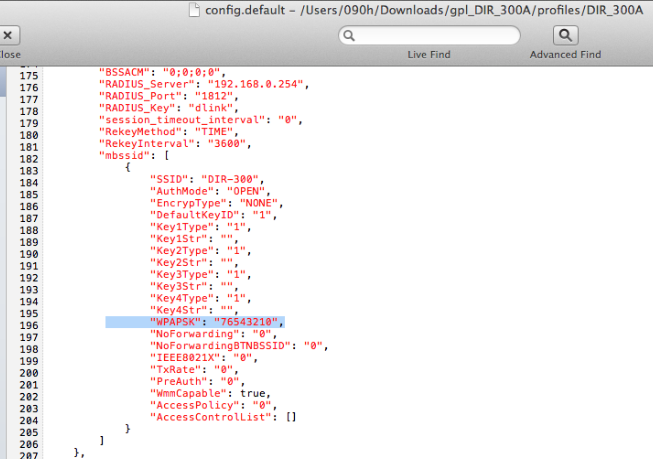 config.default – /Users/090h/Downloads/gpl_DIR_300A/profiles/DIR_300A
lose
Live Find
Advanced Find
175 "BSSACM": "0;0;0;0",
176 "RADIUS_Server": "192.168.0.254",
177 "RADIUS_Port": "1812",
178 "RADIUS_Key": "dlink",
179 "session_timeout_interval": "0",
180 "RekeyMethod": "TIME",
181 "RekeyInterval": "3600",
182 "mbssid": [
183 {
184 "SSID": "DIR-300",
185 "AuthMode": "OPEN",
186 "EncrypType": "NONE",
187 "DefaultKeyID": "1",
188 "Key1Type": "1",
189 "Key1Str": "",
190 "Key2Type": "1",
191 "Key2Str": "",
192 "Key3Type": "1",
193 "Key3Str": "",
194 "Key4Type": "1",
195 "Key4Str": "",
196 "WPAPSK": "76543210",
197 "NoForwarding": "0",
198 "NoForwardingBTNBSSID": "0",
199 "IEEE8021X": "0",
200 "TxRate": "0",
201 "PreAuth": "0",
202 "WmmCapable": true,
203 "AccessPolicy": "0",
204 "AccessControlList": []
205 }
206 ]
207 },